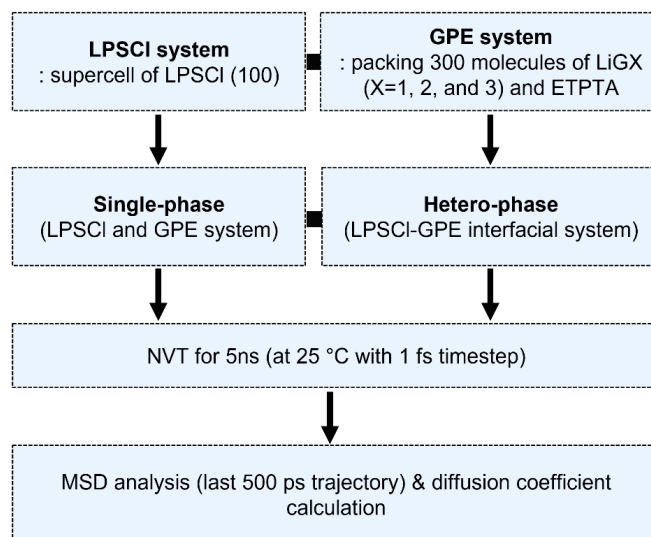 LPSCl system
: supercell of LPSCl (100)
GPE system
: packing 300 molecules of LiGX
(X=1, 2, and 3) and ETPTA
Single-phase
(LPSCl and GPE system)
Hetero-phase
(LPSCl-GPE interfacial system)
NVT for 5ns (at 25 °C with 1 fs timestep)
MSD analysis (last 500 ps trajectory) & diffusion coefficient
calculation